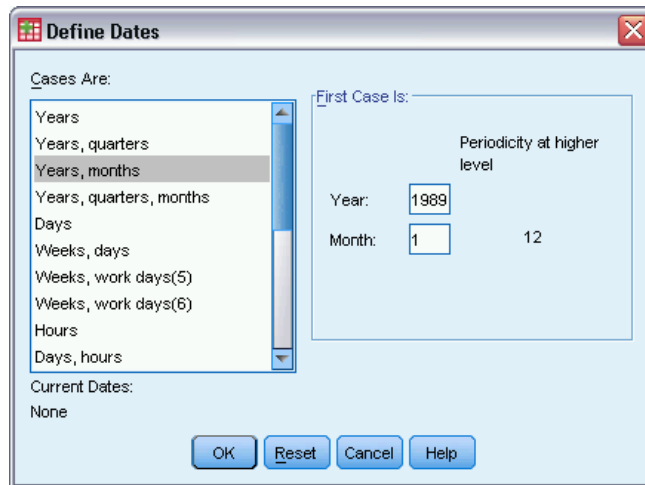 Define Dates
Cases Are:
Years
Years, quarters
Years, months
Years, quarters, months
Days
Weeks, days
Weeks, work days(5)
Weeks, work days(6)
Hours
Days, hours
Current Dates:
None
First Case Is:
Periodicity at higher
level
Year: 1989
Month: 1 12
OK Reset Cancel Help